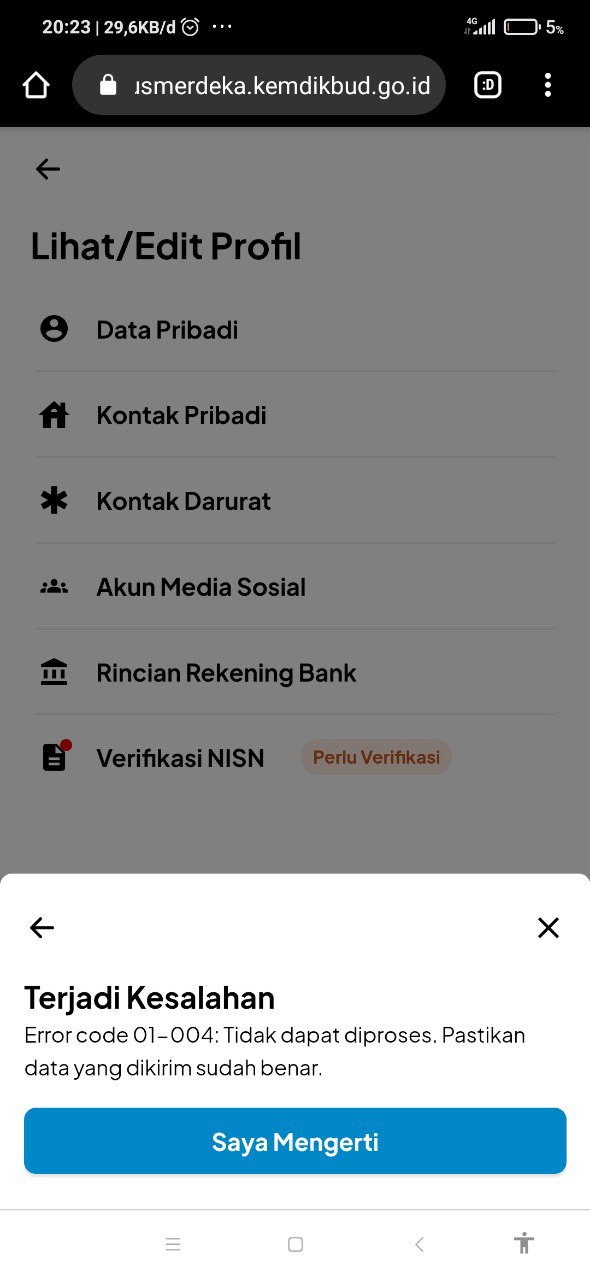 20:23 | 29,6KB/d ...
4G 5%
usmerdeka.kemdikbud.go.id :D
Lihat/Edit Profil
Data Pribadi
Kontak Pribadi
Kontak Darurat
Akun Media Sosial
Rincian Rekening Bank
Verifikasi NISN Perlu Verifikasi
Terjadi Kesalahan
Error code 01-004: Tidak dapat diproses. Pastikan
data yang dikirim sudah benar.
Saya Mengerti